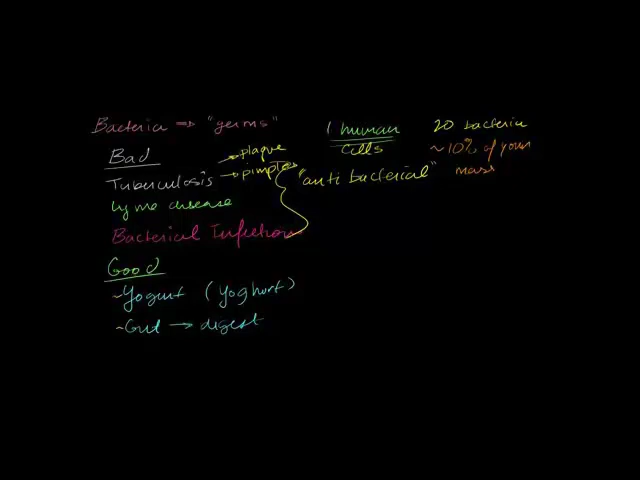 Bacteria ⇒ "germs"
1 human cells
20 bacteria
~10% of your mass
Bad
→ plaque
→ pimples
Tuberculosis
"anti bacterial"
Lyme disease
Bacterial Infections
Good
~Yogurt (Yoghurt)
~Gut → digest